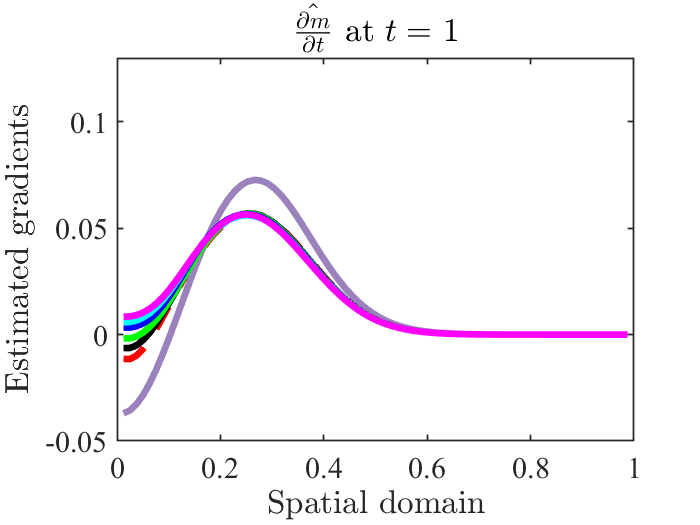 ∂m̂/∂t at t = 1
Estimated gradients
0.1
0.05
0
-0.05
0 0.2 0.4 0.6 0.8 1
Spatial domain